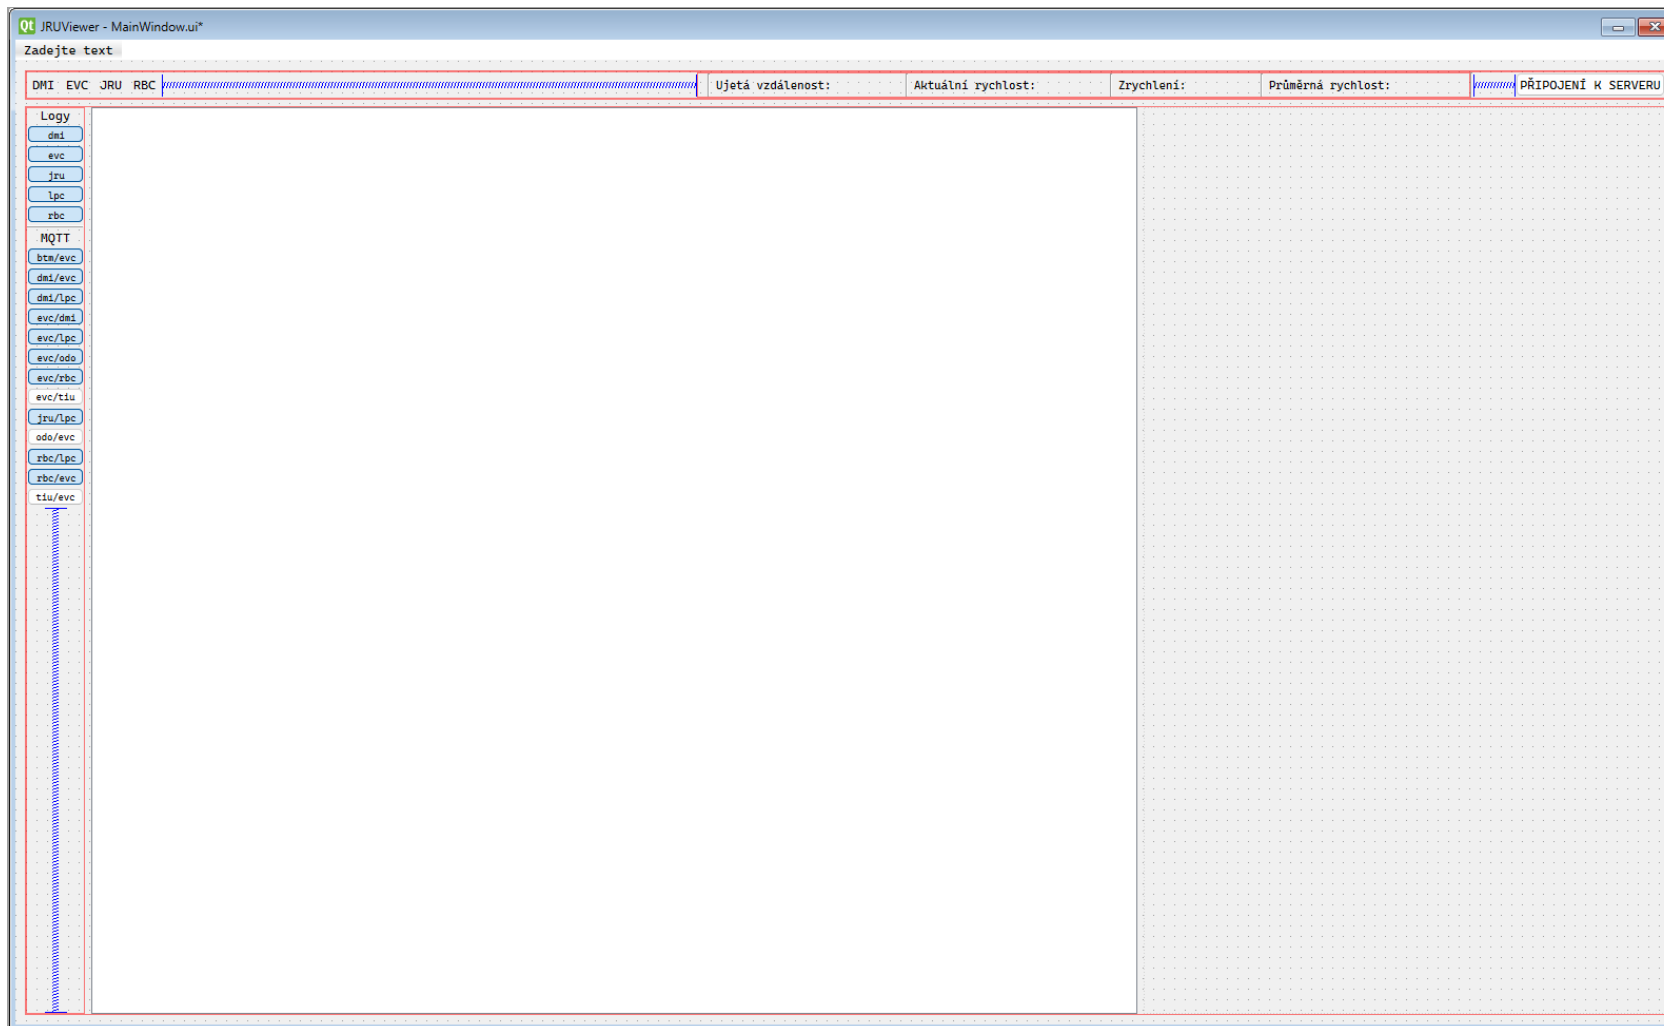 JRUViewer - MainWindow.ui*
Zadejte text
DMI EVC JRU RBC Ujetá vzdálenost: Aktuální rychlost: Zrychlení: Průměrná rychlost: PŘIPOJENÍ K SERVERU
Logy
dmi
evc
jru
lpc
rbc
MQTT
btm/evc
dmi/evc
dmi/lpc
evc/dmi
evc/lpc
evc/odo
evc/rbc
evc/tiu
jru/lpc
odo/evc
rbc/lpc
rbc/evc
tiu/evc